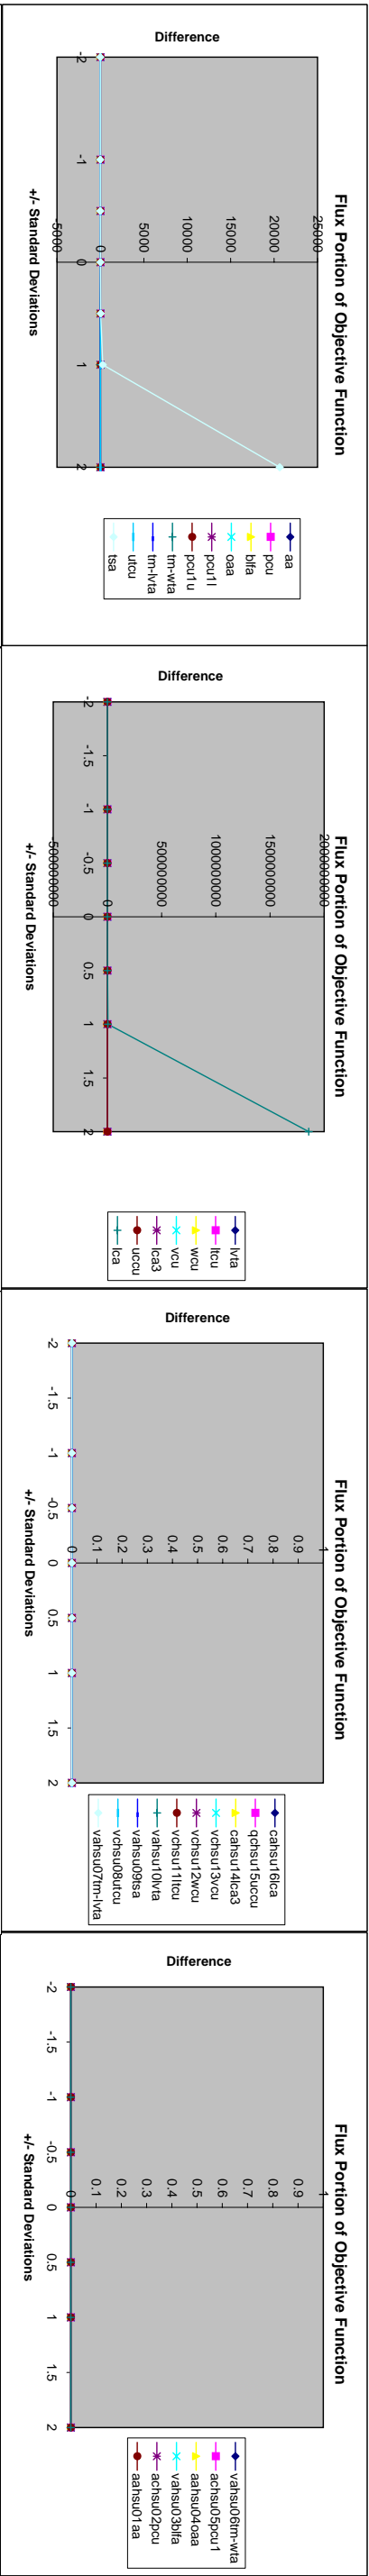 Flux Portion of Objective Function
Difference
25000
20000
15000
10000
5000
0
-5000
-2 -1 0 1 2
+/- Standard Deviations
aa
pcu
blfa
oaa
pcu1l
pcu1u
tm-wta
tm-lvta
utcu
tsa
Flux Portion of Objective Function
Difference
2000000000
1500000000
1000000000
500000000
0
-500000000
-2 -1.5 -1 -0.5 0 0.5 1 1.5 2
+/- Standard Deviations
lvta
ltcu
wcu
vcu
lca3
uccu
lca
Flux Portion of Objective Function
Difference
1
0.9
0.8
0.7
0.6
0.5
0.4
0.3
0.2
0.1
0
-2 -1.5 -1 -0.5 0 0.5 1 1.5 2
+/- Standard Deviations
cahsu16lca
qchsu15uccu
cahsu14lca3
vchsu13vcu
vchsu12wcu
vchsu11ltcu
vahsu10lvta
vahsu09tsa
vchsu08utcu
vahsu07tm-lvta
Flux Portion of Objective Function
Difference
1
0.9
0.8
0.7
0.6
0.5
0.4
0.3
0.2
0.1
0
-2 -1.5 -1 -0.5 0 0.5 1 1.5 2
+/- Standard Deviations
vahsu06tm-wta
achsu05pcu1
aahsu04oaa
vahsu03blfa
achsu02pcu
aahsu01aa